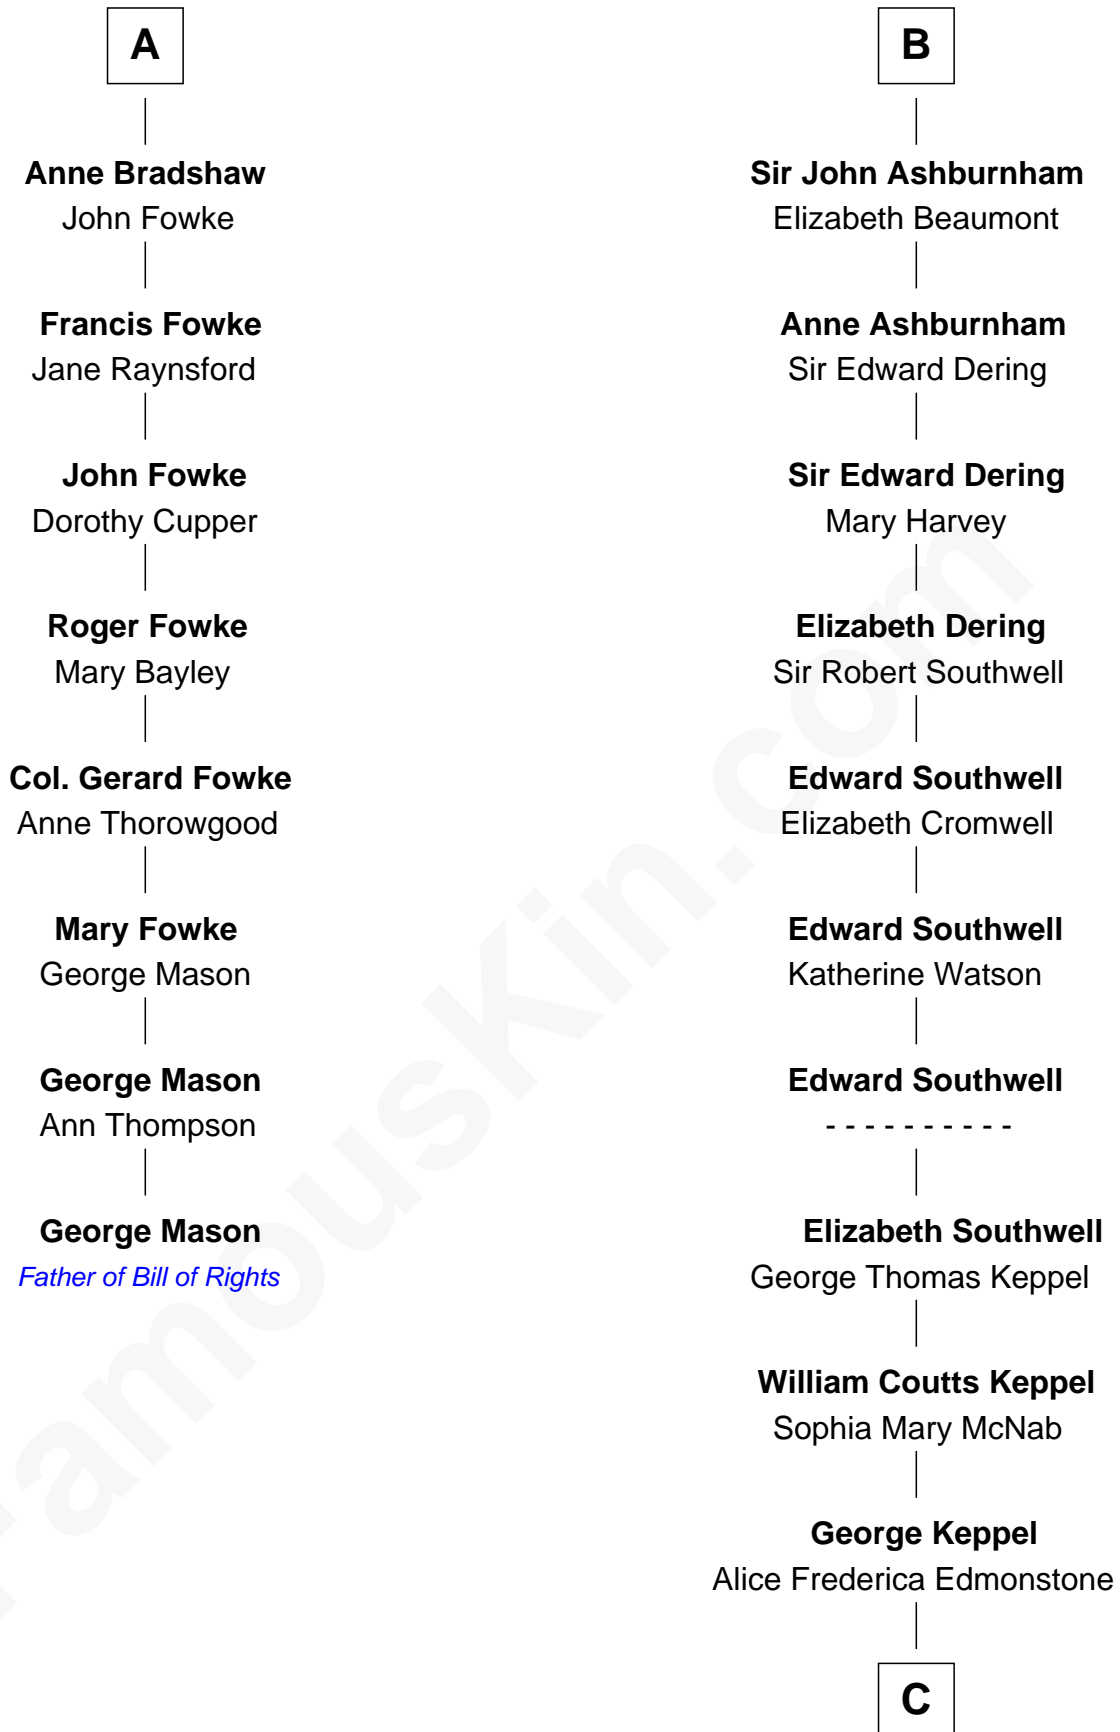 A
Anne Bradshaw
John Fowke
Francis Fowke
Jane Raynsford
John Fowke
Dorothy Cupper
Roger Fowke
Mary Bayley
Col. Gerard Fowke
Anne Thorowgood
Mary Fowke
George Mason
George Mason
Ann Thompson
George Mason
Father of Bill of Rights
B
Sir John Ashburnham
Elizabeth Beaumont
Anne Ashburnham
Sir Edward Dering
Sir Edward Dering
Mary Harvey
Elizabeth Dering
Sir Robert Southwell
Edward Southwell
Elizabeth Cromwell
Edward Southwell
Katherine Watson
Edward Southwell
- - - - - - - - - -
Elizabeth Southwell
George Thomas Keppel
William Coutts Keppel
Sophia Mary McNab
George Keppel
Alice Frederica Edmonstone
C
FamousKin.com